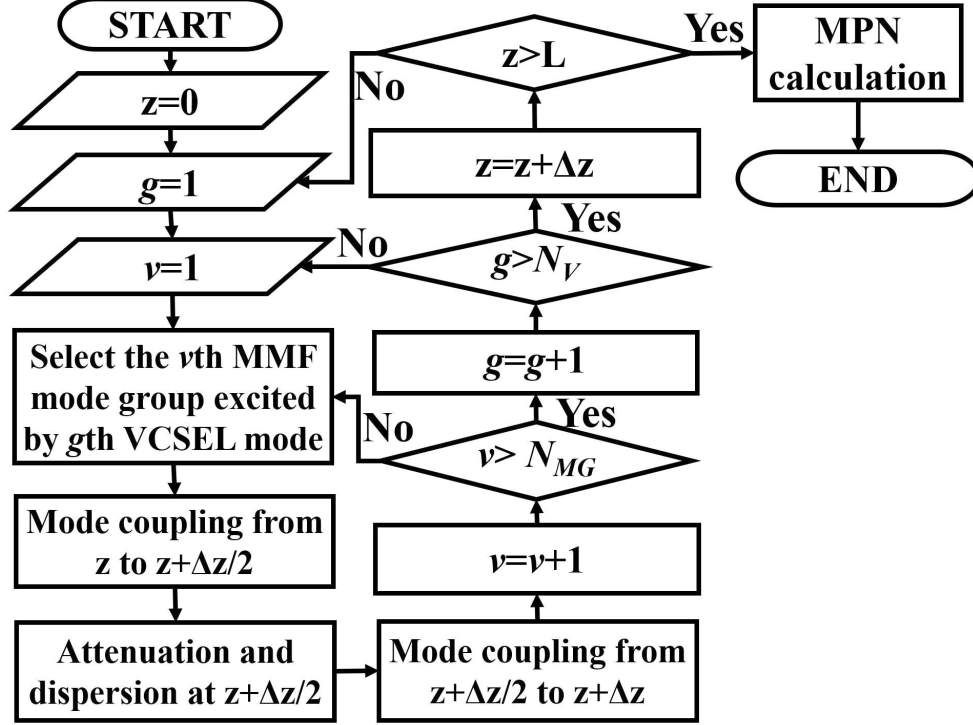 START
z=0
g=1
v=1
Select the vth MMF
mode group excited
by gth VCSEL mode
Mode coupling from
z to z+Δz/2
Attenuation and
dispersion at z+Δz/2
Mode coupling from
z+Δz/2 to z+Δz
v=v+1
v> N_{MG}
No
Yes
g=g+1
g>N_V
No
Yes
z=z+Δz
z>L
No
Yes
MPN
calculation
END